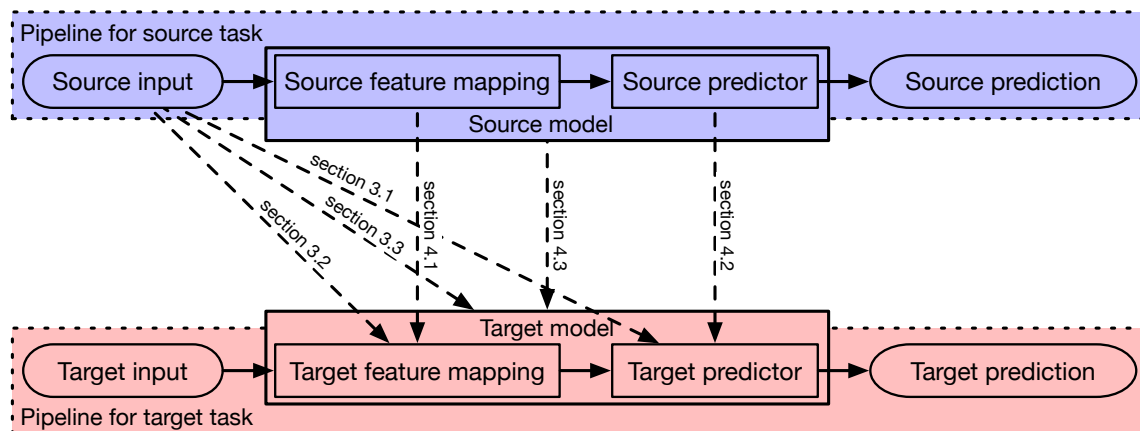 Pipeline for source task
Source input
Source feature mapping
Source predictor
Source prediction
Source model
section 3.1
section 3.2
section 3.3
section 4.1
section 4.3
section 4.2
Target model
Target input
Target feature mapping
Target predictor
Target prediction
Pipeline for target task